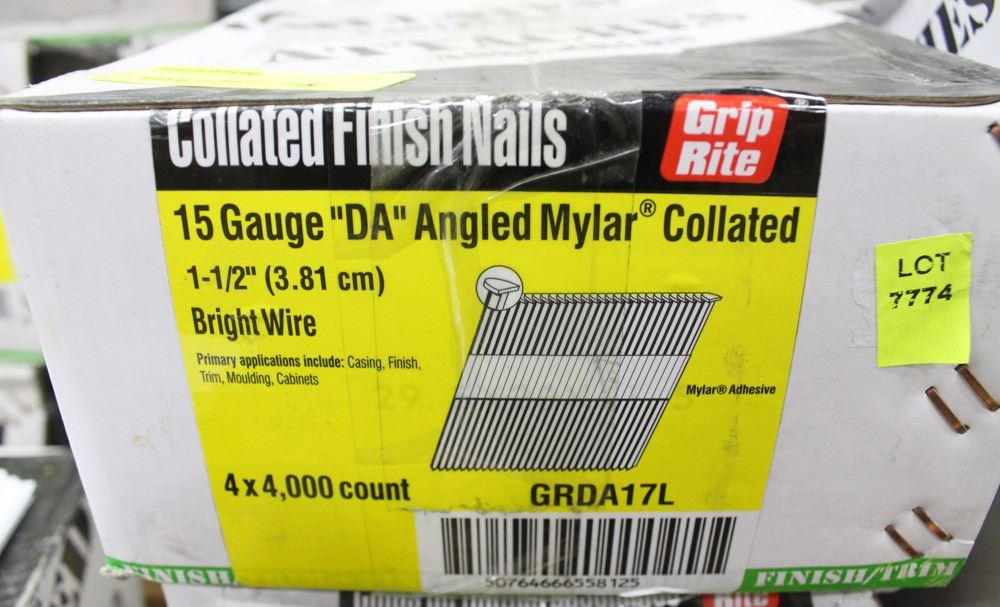 Collated Finish Nails
Grip
Rite®
15 Gauge "DA" Angled Mylar® Collated
1-1/2" (3.81 cm)
Bright Wire
Primary applications include: Casing, Finish,
Trim, Moulding, Cabinets
Mylar® Adhesive
4 x 4,000 count
GRDA17L
50764666558125
LOT
7774
FINISH/
FINISH/TRIM
Rite